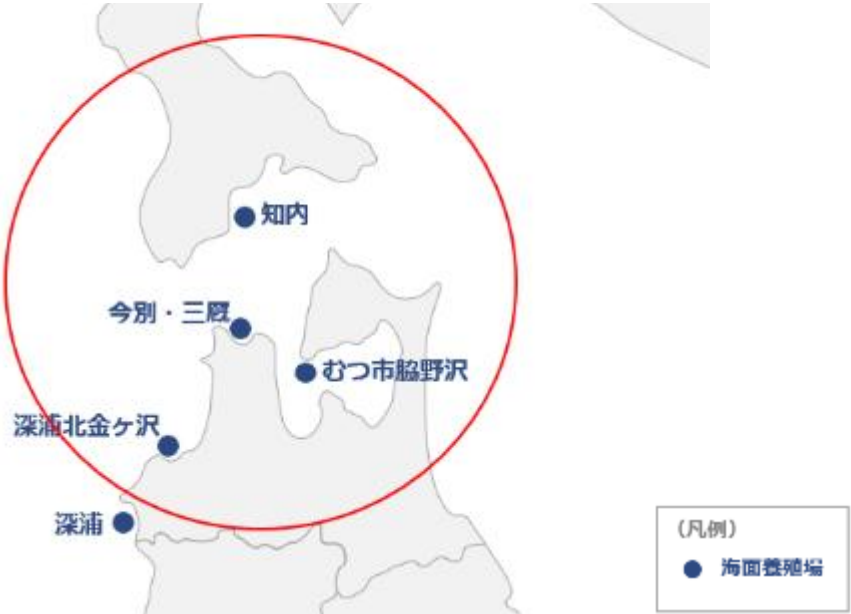 知内
今別・三厩
むつ市脇野沢
深浦北金ヶ沢
深浦
（凡例）
海面養殖場